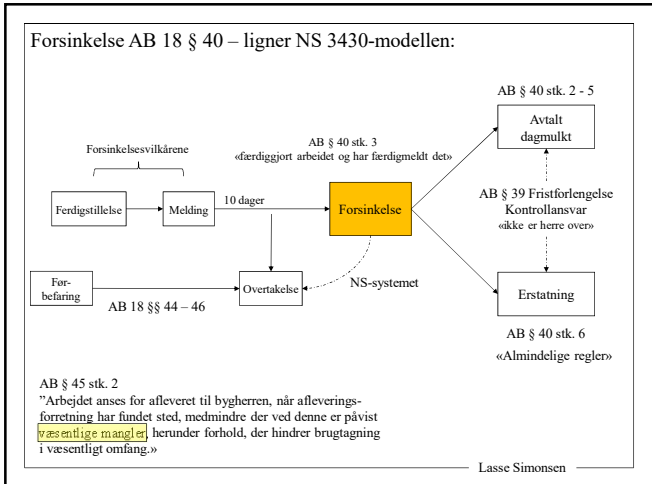 Forsinkelse AB 18 § 40 – ligner NS 3430-modellen:
AB § 40 stk. 2 - 5
Avtalt
dagmulkt
AB § 40 stk. 3
«færdiggjort arbeidet og har færdigmeldt det»
Forsinkelsesvilkårene
Ferdigstillelse
Melding
10 dager
Forsinkelse
AB § 39 Fristforlengelse
Kontrollansvar
«ikke er herre over»
Før-
befaring
AB 18 §§ 44 – 46
Overtakelse
NS-systemet
Erstatning
AB § 40 stk. 6
«Almindelige regler»
AB § 45 stk. 2
”Arbejdet anses for afleveret til bygherren, når afleverings-
forretning har fundet sted, medmindre der ved denne er påvist
væsentlige mangler, herunder forhold, der hindrer brugtagning
i væsentligt omfang.»
Lasse Simonsen